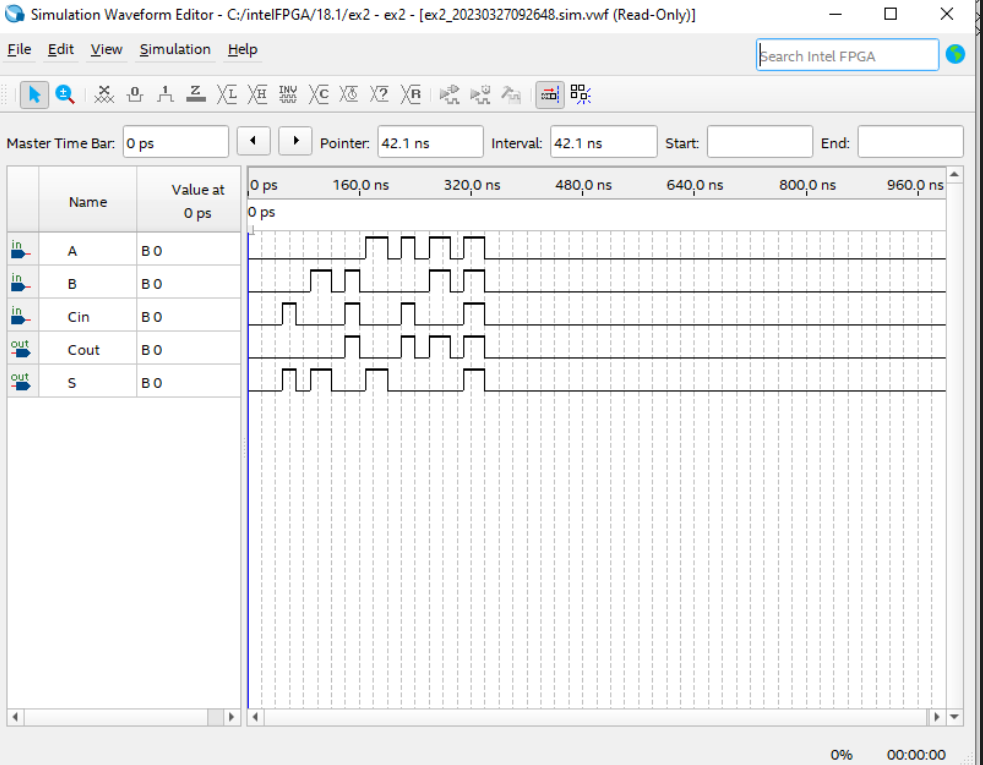 Simulation Waveform Editor - C:/intelFPGA/18.1/ex2 - ex2 - [ex2_20230327092648.sim.vwf (Read-Only)]
File Edit View Simulation Help
Search Intel FPGA
Master Time Bar: 0 ps Pointer: 42.1 ns Interval: 42.1 ns Start: End:
Name Value at 0 ps
0 ps 160.0 ns 320.0 ns 480.0 ns 640.0 ns 800.0 ns 960.0 ns
0 ps
in A B 0
in B B 0
in Cin B 0
out Cout B 0
out S B 0
0% 00:00:00